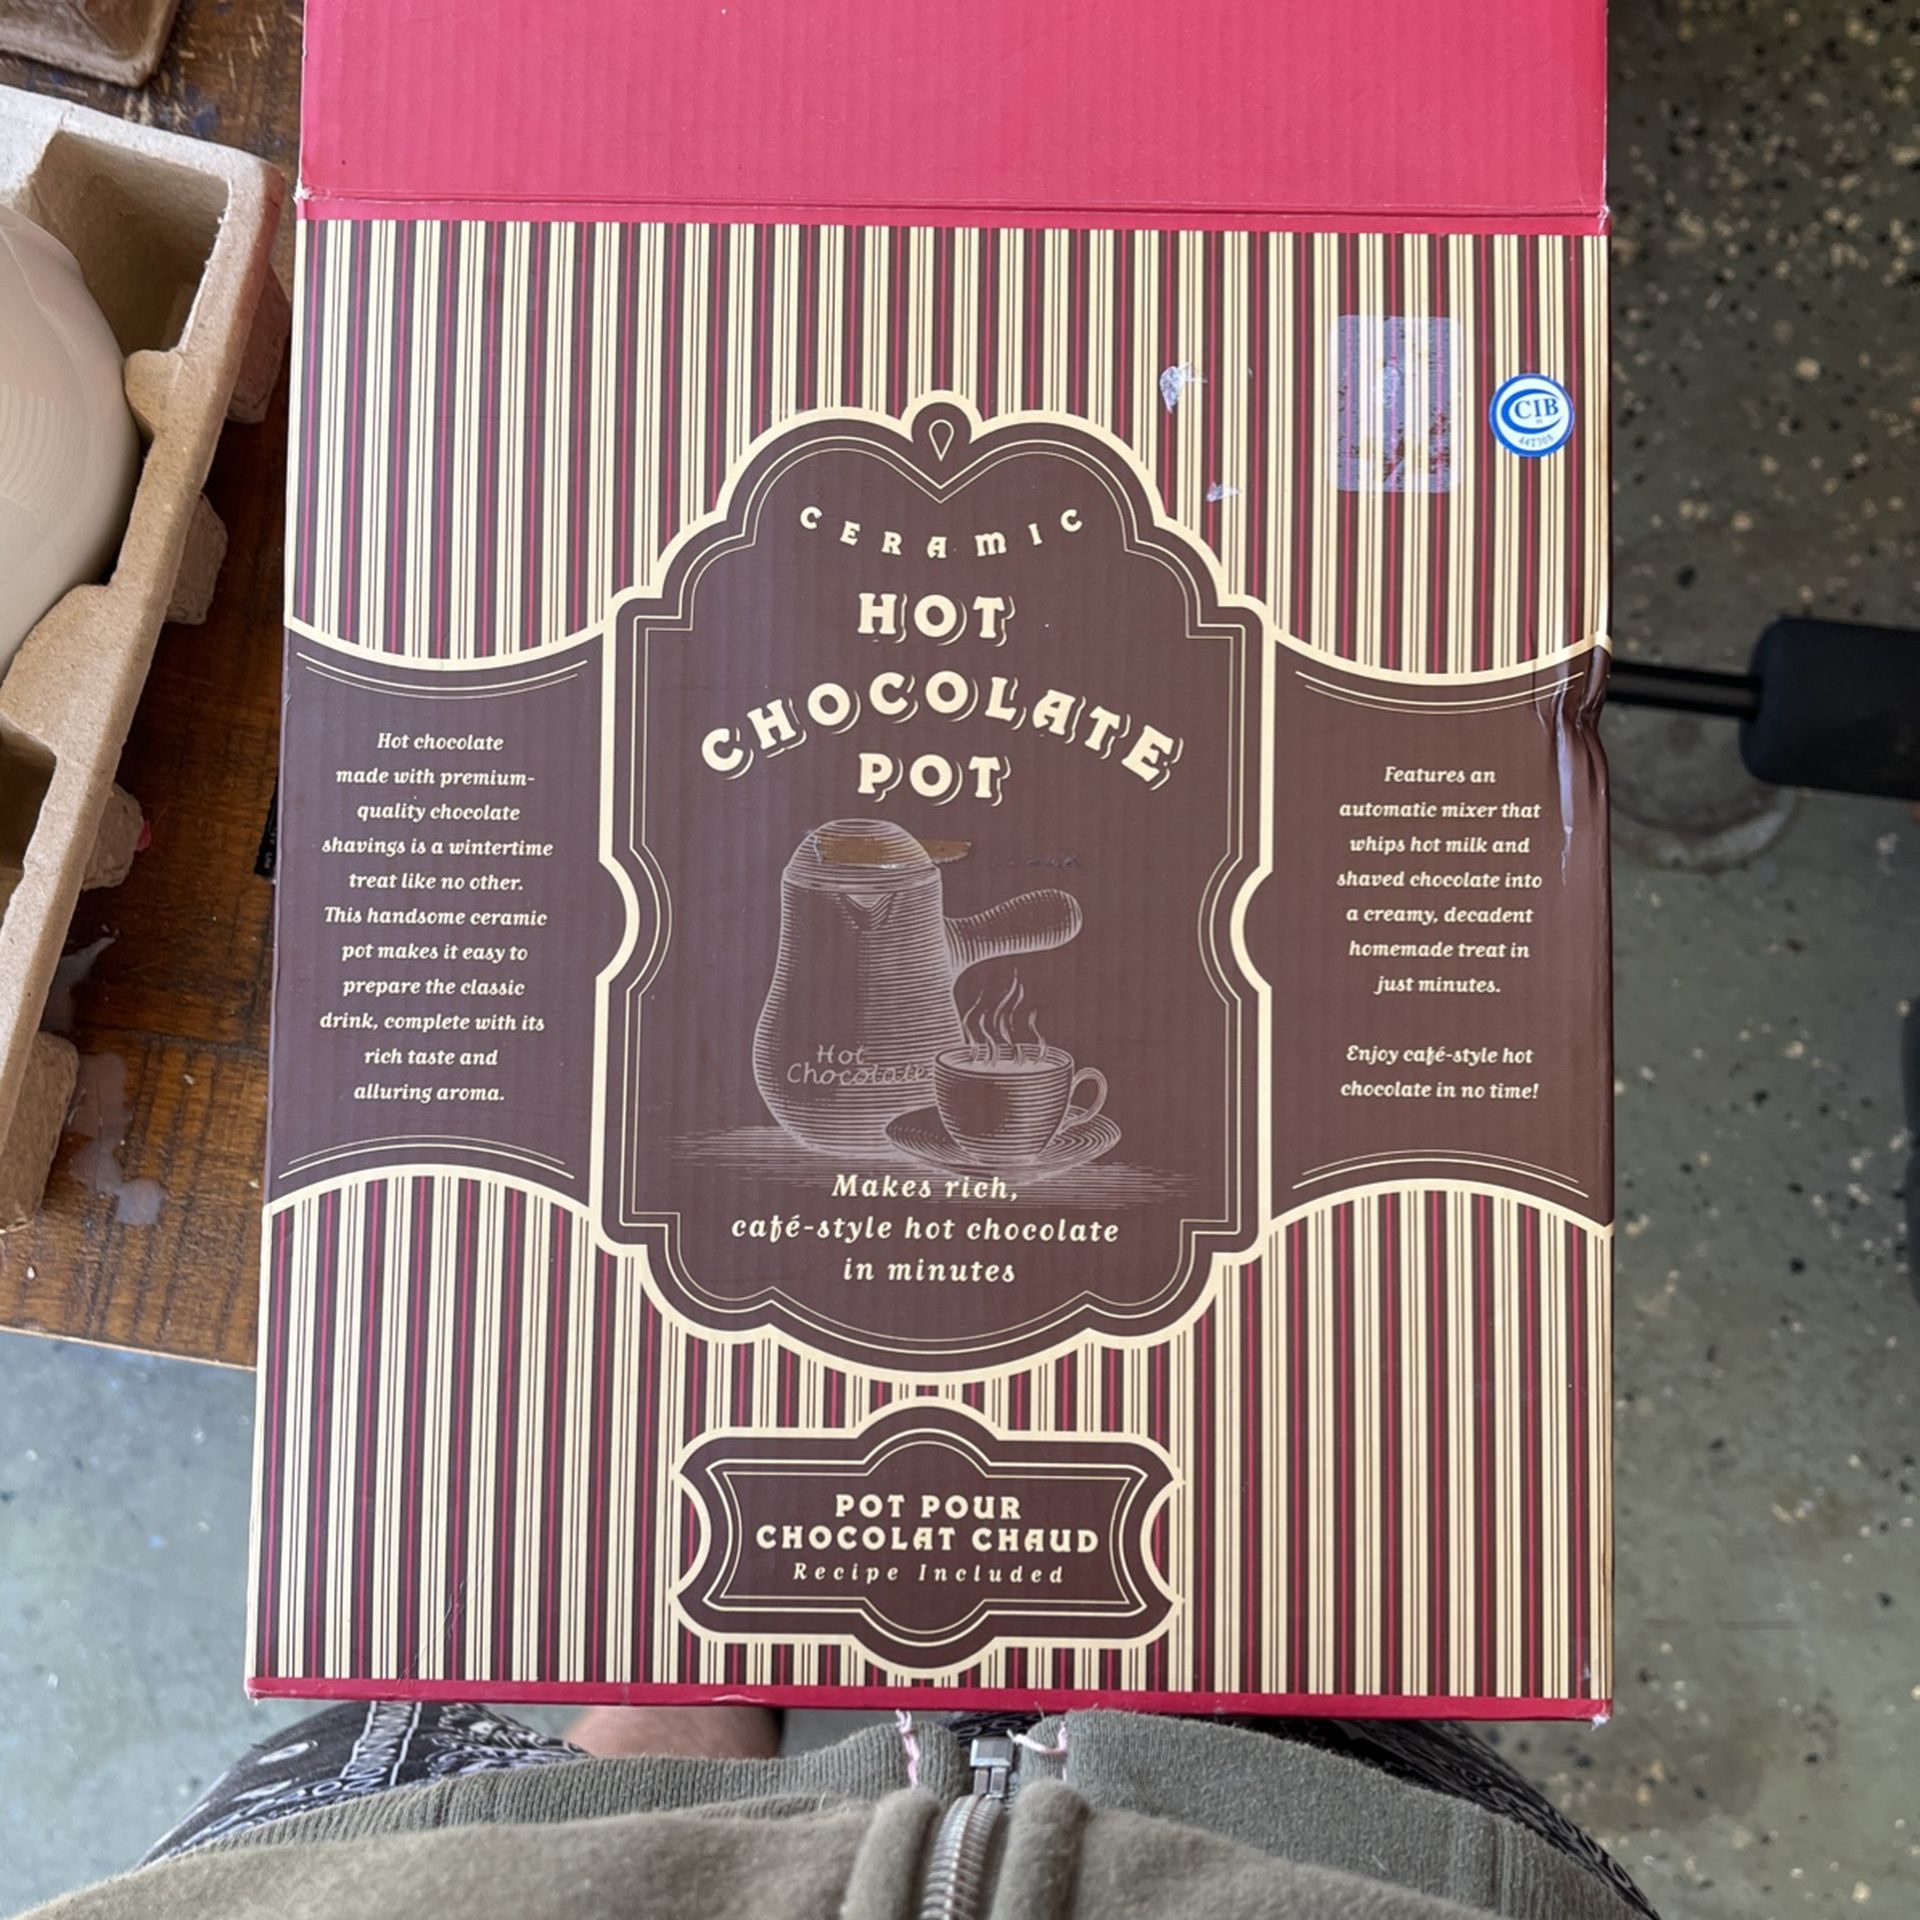 CIB
CERAMIC
HOT
CHOCOLATE
POT
Hot chocolate
made with premium-
quality chocolate
shavings is a wintertime
treat like no other.
This handsome ceramic
pot makes it easy to
prepare the classic
drink, complete with its
rich taste and
alluring aroma.
Hot
Chocolate
Makes rich,
café-style hot chocolate
in minutes
Features an
automatic mixer that
whips hot milk and
shaved chocolate into
a creamy, decadent
homemade treat in
just minutes.
Enjoy café-style hot
chocolate in no time!
POT POUR
CHOCOLAT CHAUD
Recipe Included